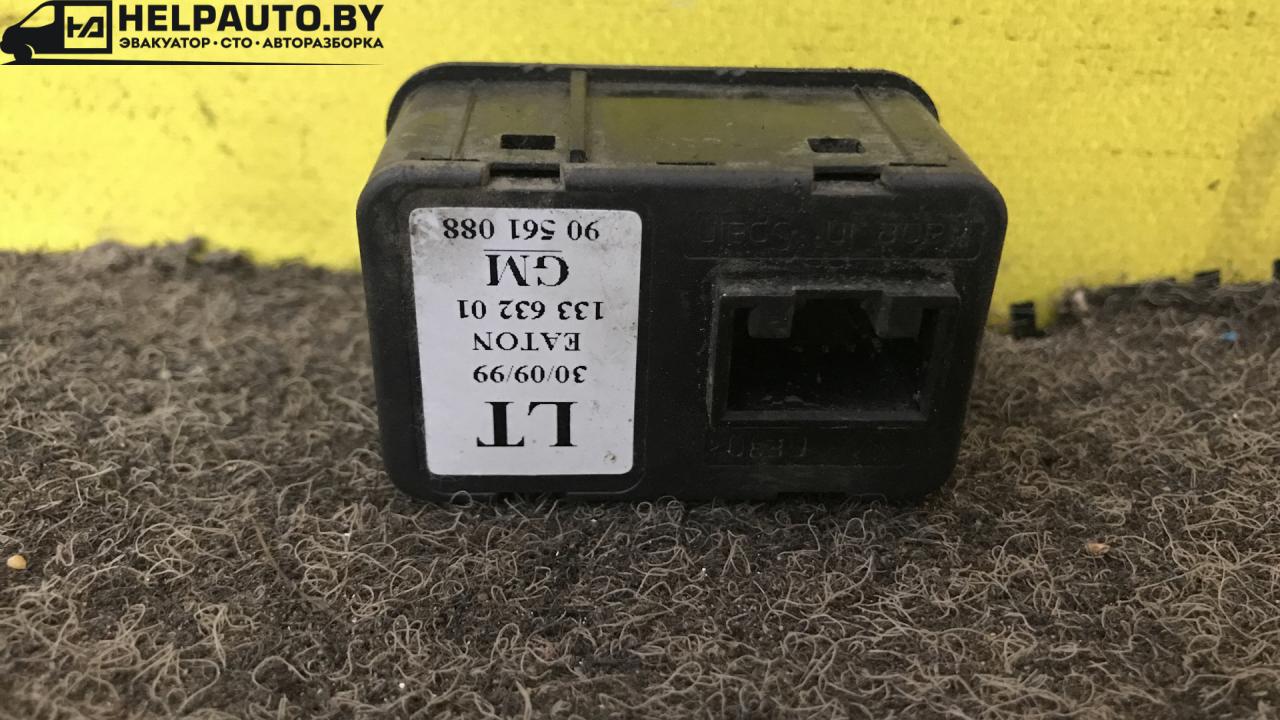 HELPAUTO.BY
ЭВАКУАТОР · СТО · АВТОРАЗБОРКА
LT
30/09/99
EATON
133 632 01
GM
90 561 088